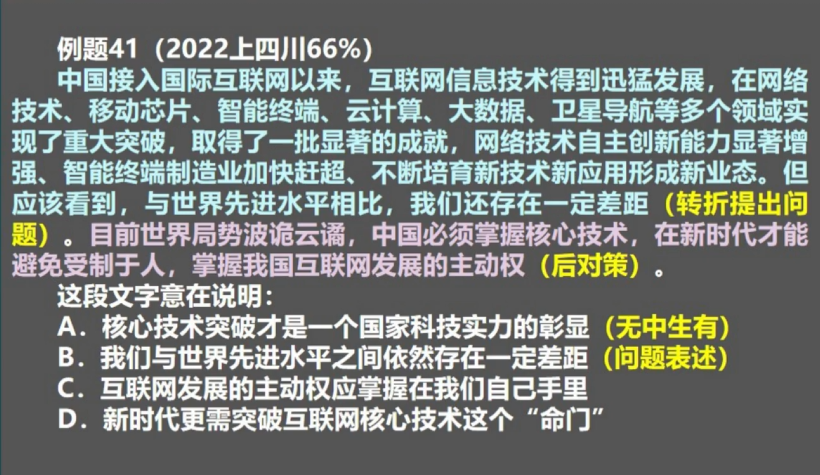 例题41（2022上四川66%）
中国接入国际互联网以来，互联网信息技术得到迅猛发展，在网络
技术、移动芯片、智能终端、云计算、大数据、卫星导航等多个领域实
现了重大突破，取得了一批显著的成就，网络技术自主创新能力显著增
强、智能终端制造业加快赶超、不断培育新技术新应用形成新业态。但
应该看到，与世界先进水平相比，我们还存在一定差距（转折提出问
题）。目前世界局势波诡云谲，中国必须掌握核心技术，在新时代才能
避免受制于人，掌握我国互联网发展的主动权（后对策）。
这段文字意在说明：
A．核心技术突破才是一个国家科技实力的彰显（无中生有）
B．我们与世界先进水平之间依然存在一定差距（问题表述）
C．互联网发展的主动权应掌握在我们自己手里
D．新时代更需突破互联网核心技术这个“命门”